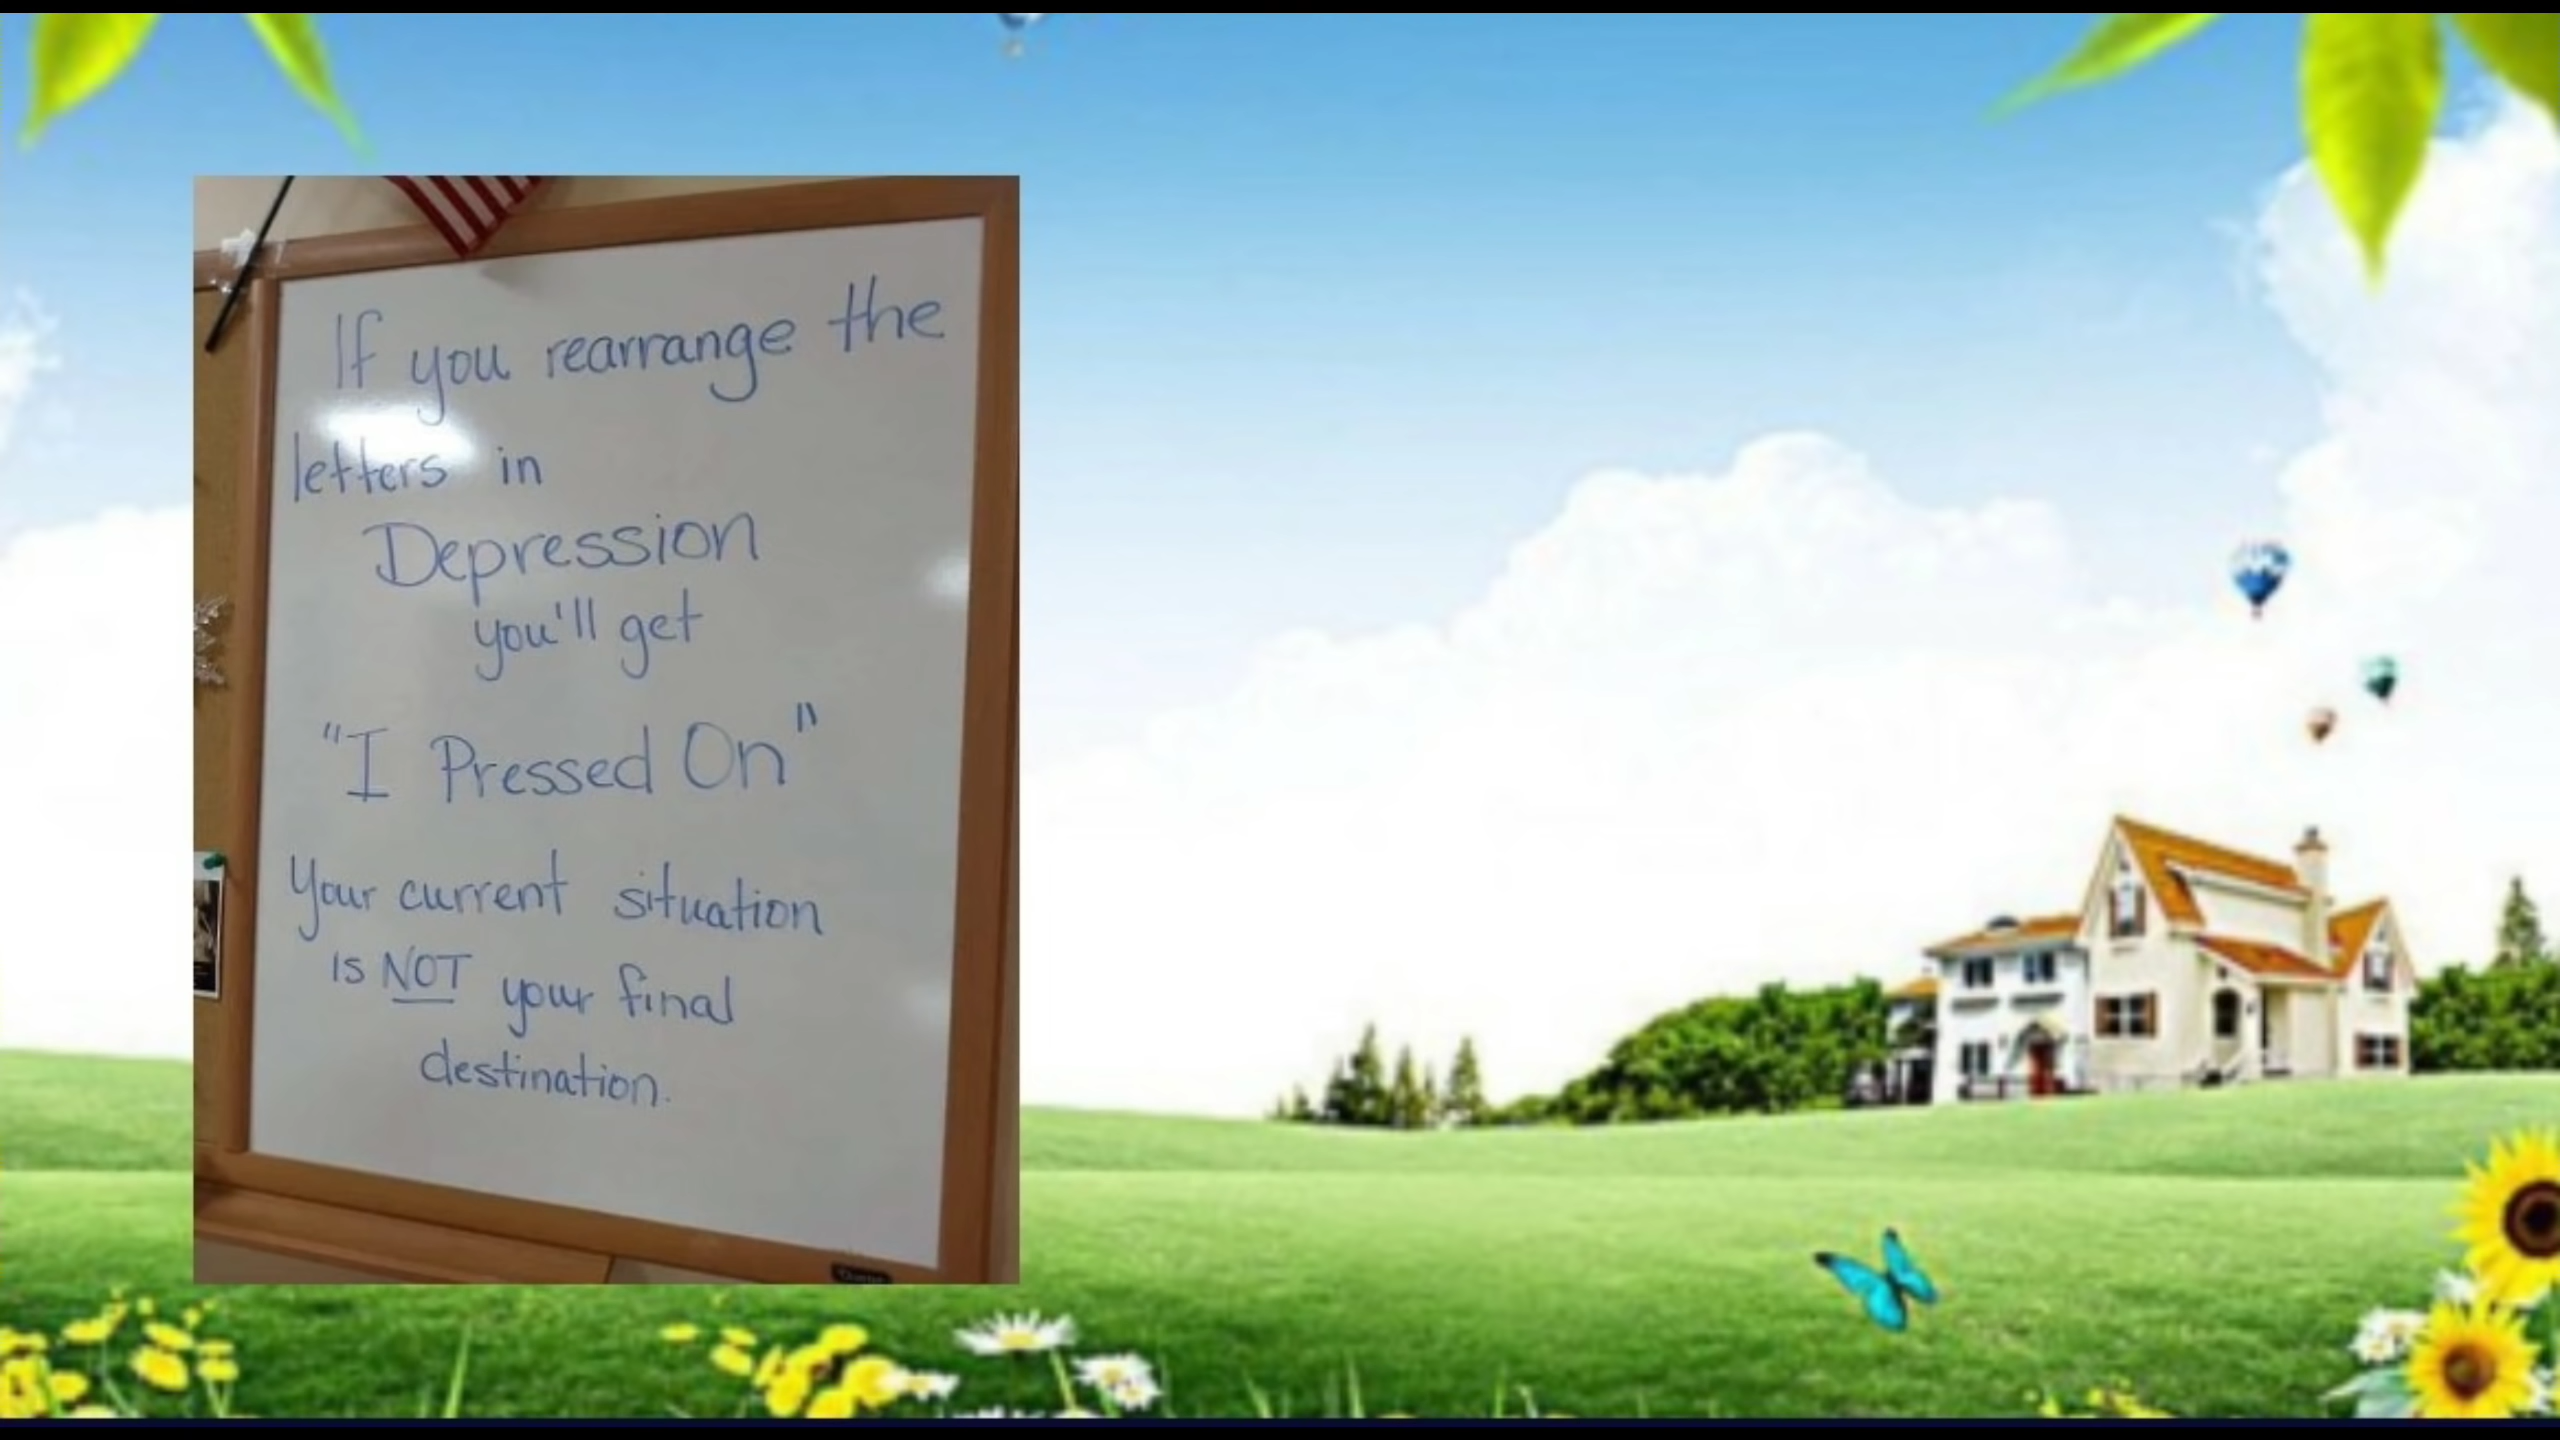 If you rearrange the
letters in
Depression
you'll get
"I Pressed On"
Your current situation
is NOT your final
destination.